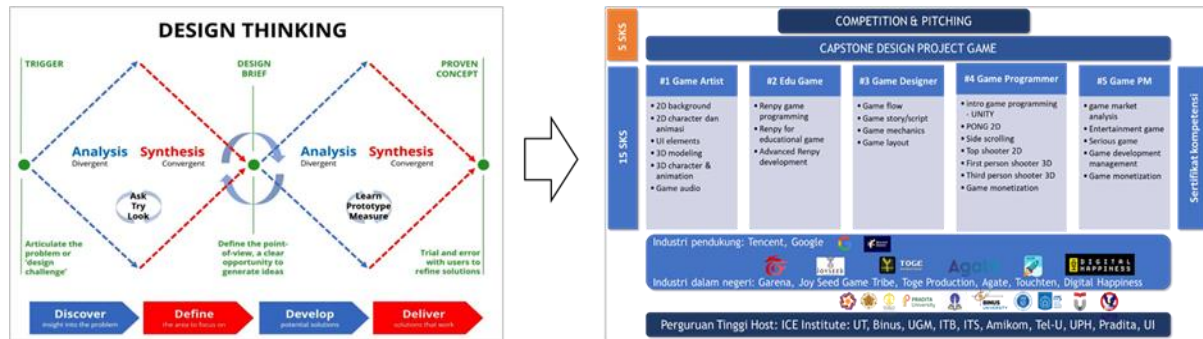 DESIGN THINKING
TRIGGER
DESIGN
BRIEF
PROVEN
CONCEPT
Analysis
Divergent
Synthesis
Convergent
Analysis
Divergent
Synthesis
Convergent
Ask
Try
Look
Learn
Prototype
Measure
Articulate the
problem or
'design
challenge'
Define the point-
of-view, a clear
opportunity to
generate ideas
Trial and error
with users to
refine solutions
Discover
insight into the problem
Define
the area to focus on
Develop
potential solutions
Deliver
solutions that work
5 SKS
COMPETITION & PITCHING
CAPSTONE DESIGN PROJECT GAME
15 SKS
#1 Game Artist
• 2D background
• 2D character dan
animasi
• UI elements
• 3D modeling
• 3D character &
animation
• Game audio
#2 Edu Game
• Renpy game
programming
• Renpy for
educational game
• Advanced Renpy
development
#3 Game Designer
• Game flow
• Game story/script
• Game mechanics
• Game layout
#4 Game Programmer
• intro game programming
- UNITY
• PONG 2D
• Side scrolling
• Top shooter 2D
• First person shooter 3D
• Third person shooter 3D
• Game monetization
#5 Game PM
• game market
analysis
• Entertainment game
• Serious game
• Game development
management
• Game monetization
Sertifikat kompetensi
Industri pendukung: Tencent, Google
JOYSEED
TOGE
Agate
DIGITAL
HAPPINESS
Industri dalam negeri: Garena, Joy Seed Game Tribe, Toge Production, Agate, Touchten, Digital Happiness
PRADITA
BINUS
Perguruan Tinggi Host: ICE Institute: UT, Binus, UGM, ITB, ITS, Amikom, Tel-U, UPH, Pradita, UI